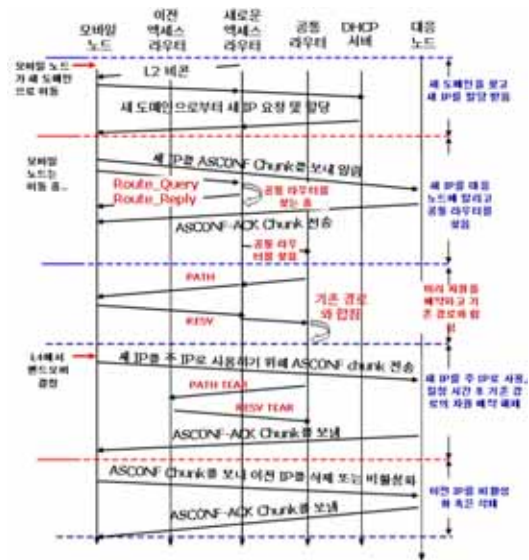 모바일
노드
이전
액세스
라우터
새로운
액세스
라우터
공통
라우터
DHCP
서버
대응
노드
모바일 노드
가 새 도메인
으로 이동
L2 비콘
새 도메인으로부터 새 IP 요청 및 할당
새 도메인을 찾고
새 IP를 할당 받음
모바일
노드는
이동 중..
새 IP를 ASCONF Chunk를 보내 알림
Route_Query
Route_Reply
공통 라우터를
찾는 중
ASCONF-ACK Chunk 전송
공통 라우
터를 찾음
새 IP를 대응
노드에 알리고
공통 라우터를
찾음
PATH
RESV
기존 경로
와 합침
미리 자원을
예약하고 기
존 경로와 합
침
L4에서
핸드오버
결정
새 IP를 주 IP로 사용하기 위해 ASCONF chunk 전송
PATH TEAR
RESV TEAR
ASCONF-ACK Chunk를 보냄
새 IP를 주 IP로 사용,
일정 시간 후 기존 경
로의 자원 예약 해제
ASCONF Chunk를 보내 이전 IP를 삭제 또는 비활성화
ASCONF-ACK Chunk를 보냄
이전 IP를 비활성
화 혹은 삭제